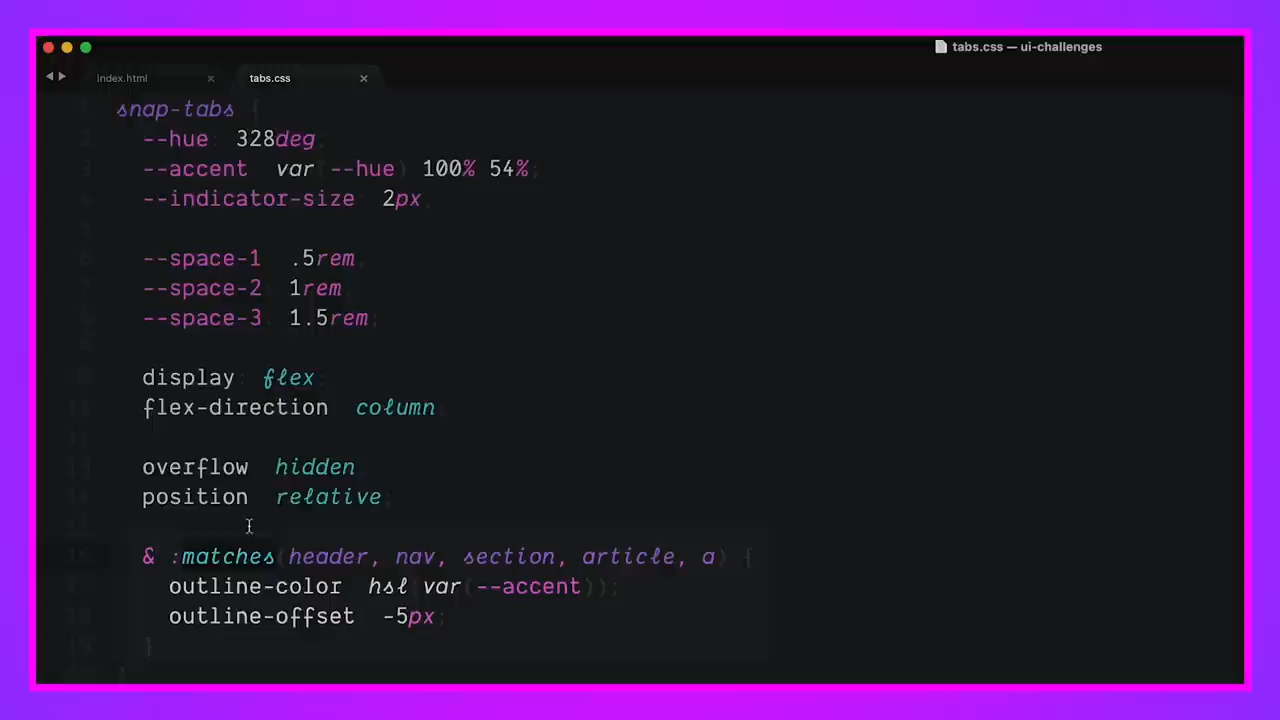 tabs.css — ui-challenges
index.html × tabs.css ×
snap-tabs {
--hue: 328deg;
--accent var(--hue) 100% 54%;
--indicator-size 2px;
--space-1 .5rem
--space-2 1rem
--space-3 1.5rem;
display: flex;
flex-direction column
overflow hidden
position relative;
& :matches(header, nav, section, article, a) {
outline-color hsl(var(--accent));
outline-offset -5px;
}